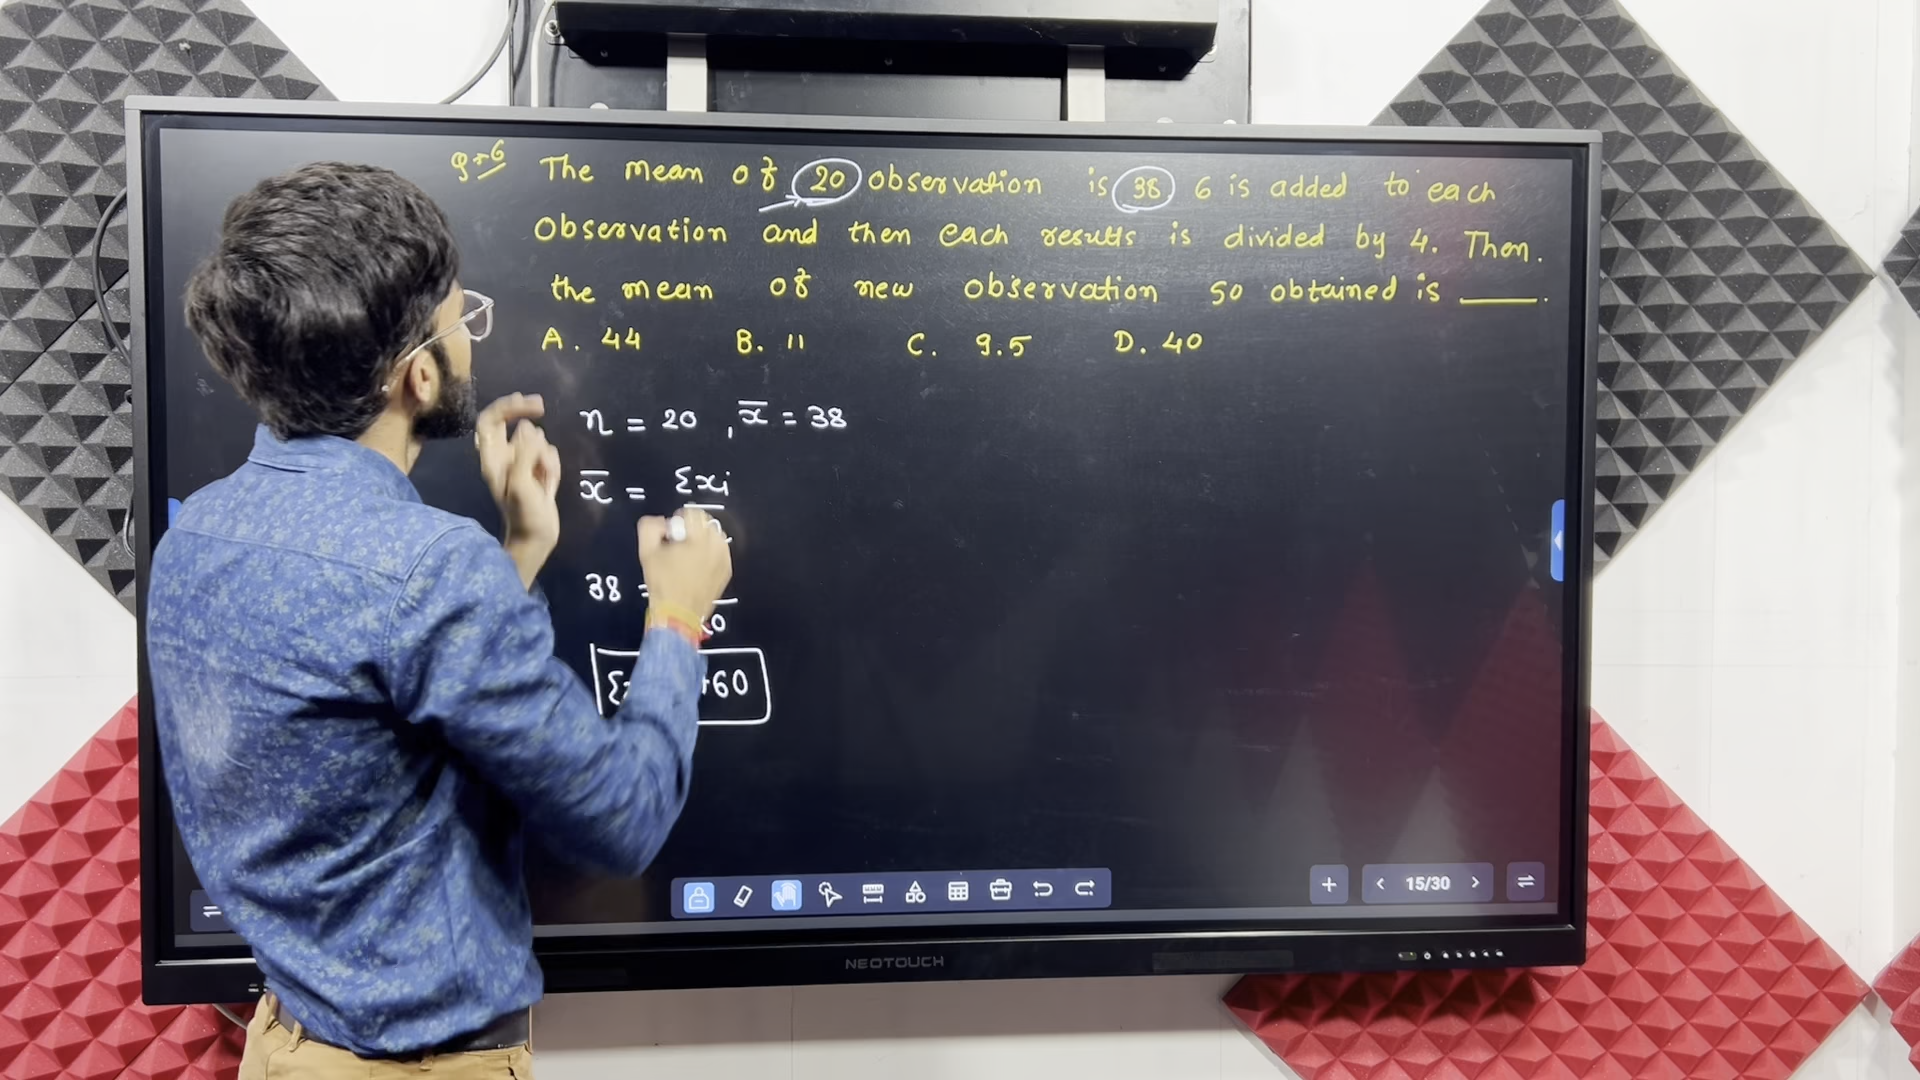 Q→6 The mean of 20 observation is 38 6 is added to each
observation and then each results is divided by 4. Then.
the mean of new observation so obtained is ____.
A. 44 B. 11 C. 9.5 D. 40
n = 20 , x̄ = 38
x̄ = Σxi
38 =
60
15/30
NEOTOUCH